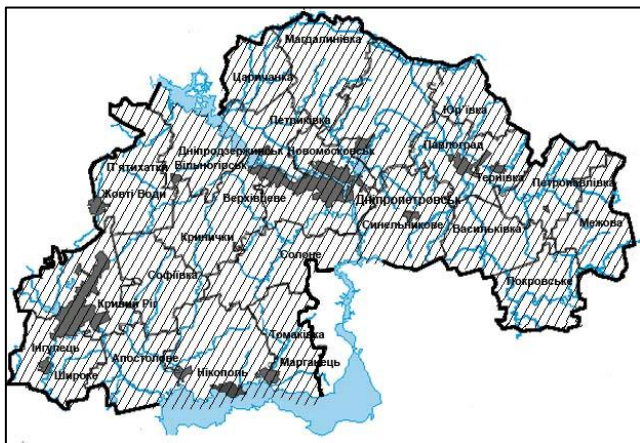 Магдалинівка
Царичанка
Юр'ївка
Петриківка
Дніпродзержинськ Новомосковськ
Павлоград
П'ятихатки
Вільногірськ
Тернівка
Петропавлівка
Жовті Води
Верхівцеве
Дніпропетровськ
Синельникове
Васильківка
Межова
Кринички
Солоне
Софіївка
Покровське
Кривий Ріг
Томаківка
Інгулець
Апостолове
Широке
Нікополь
Марганець